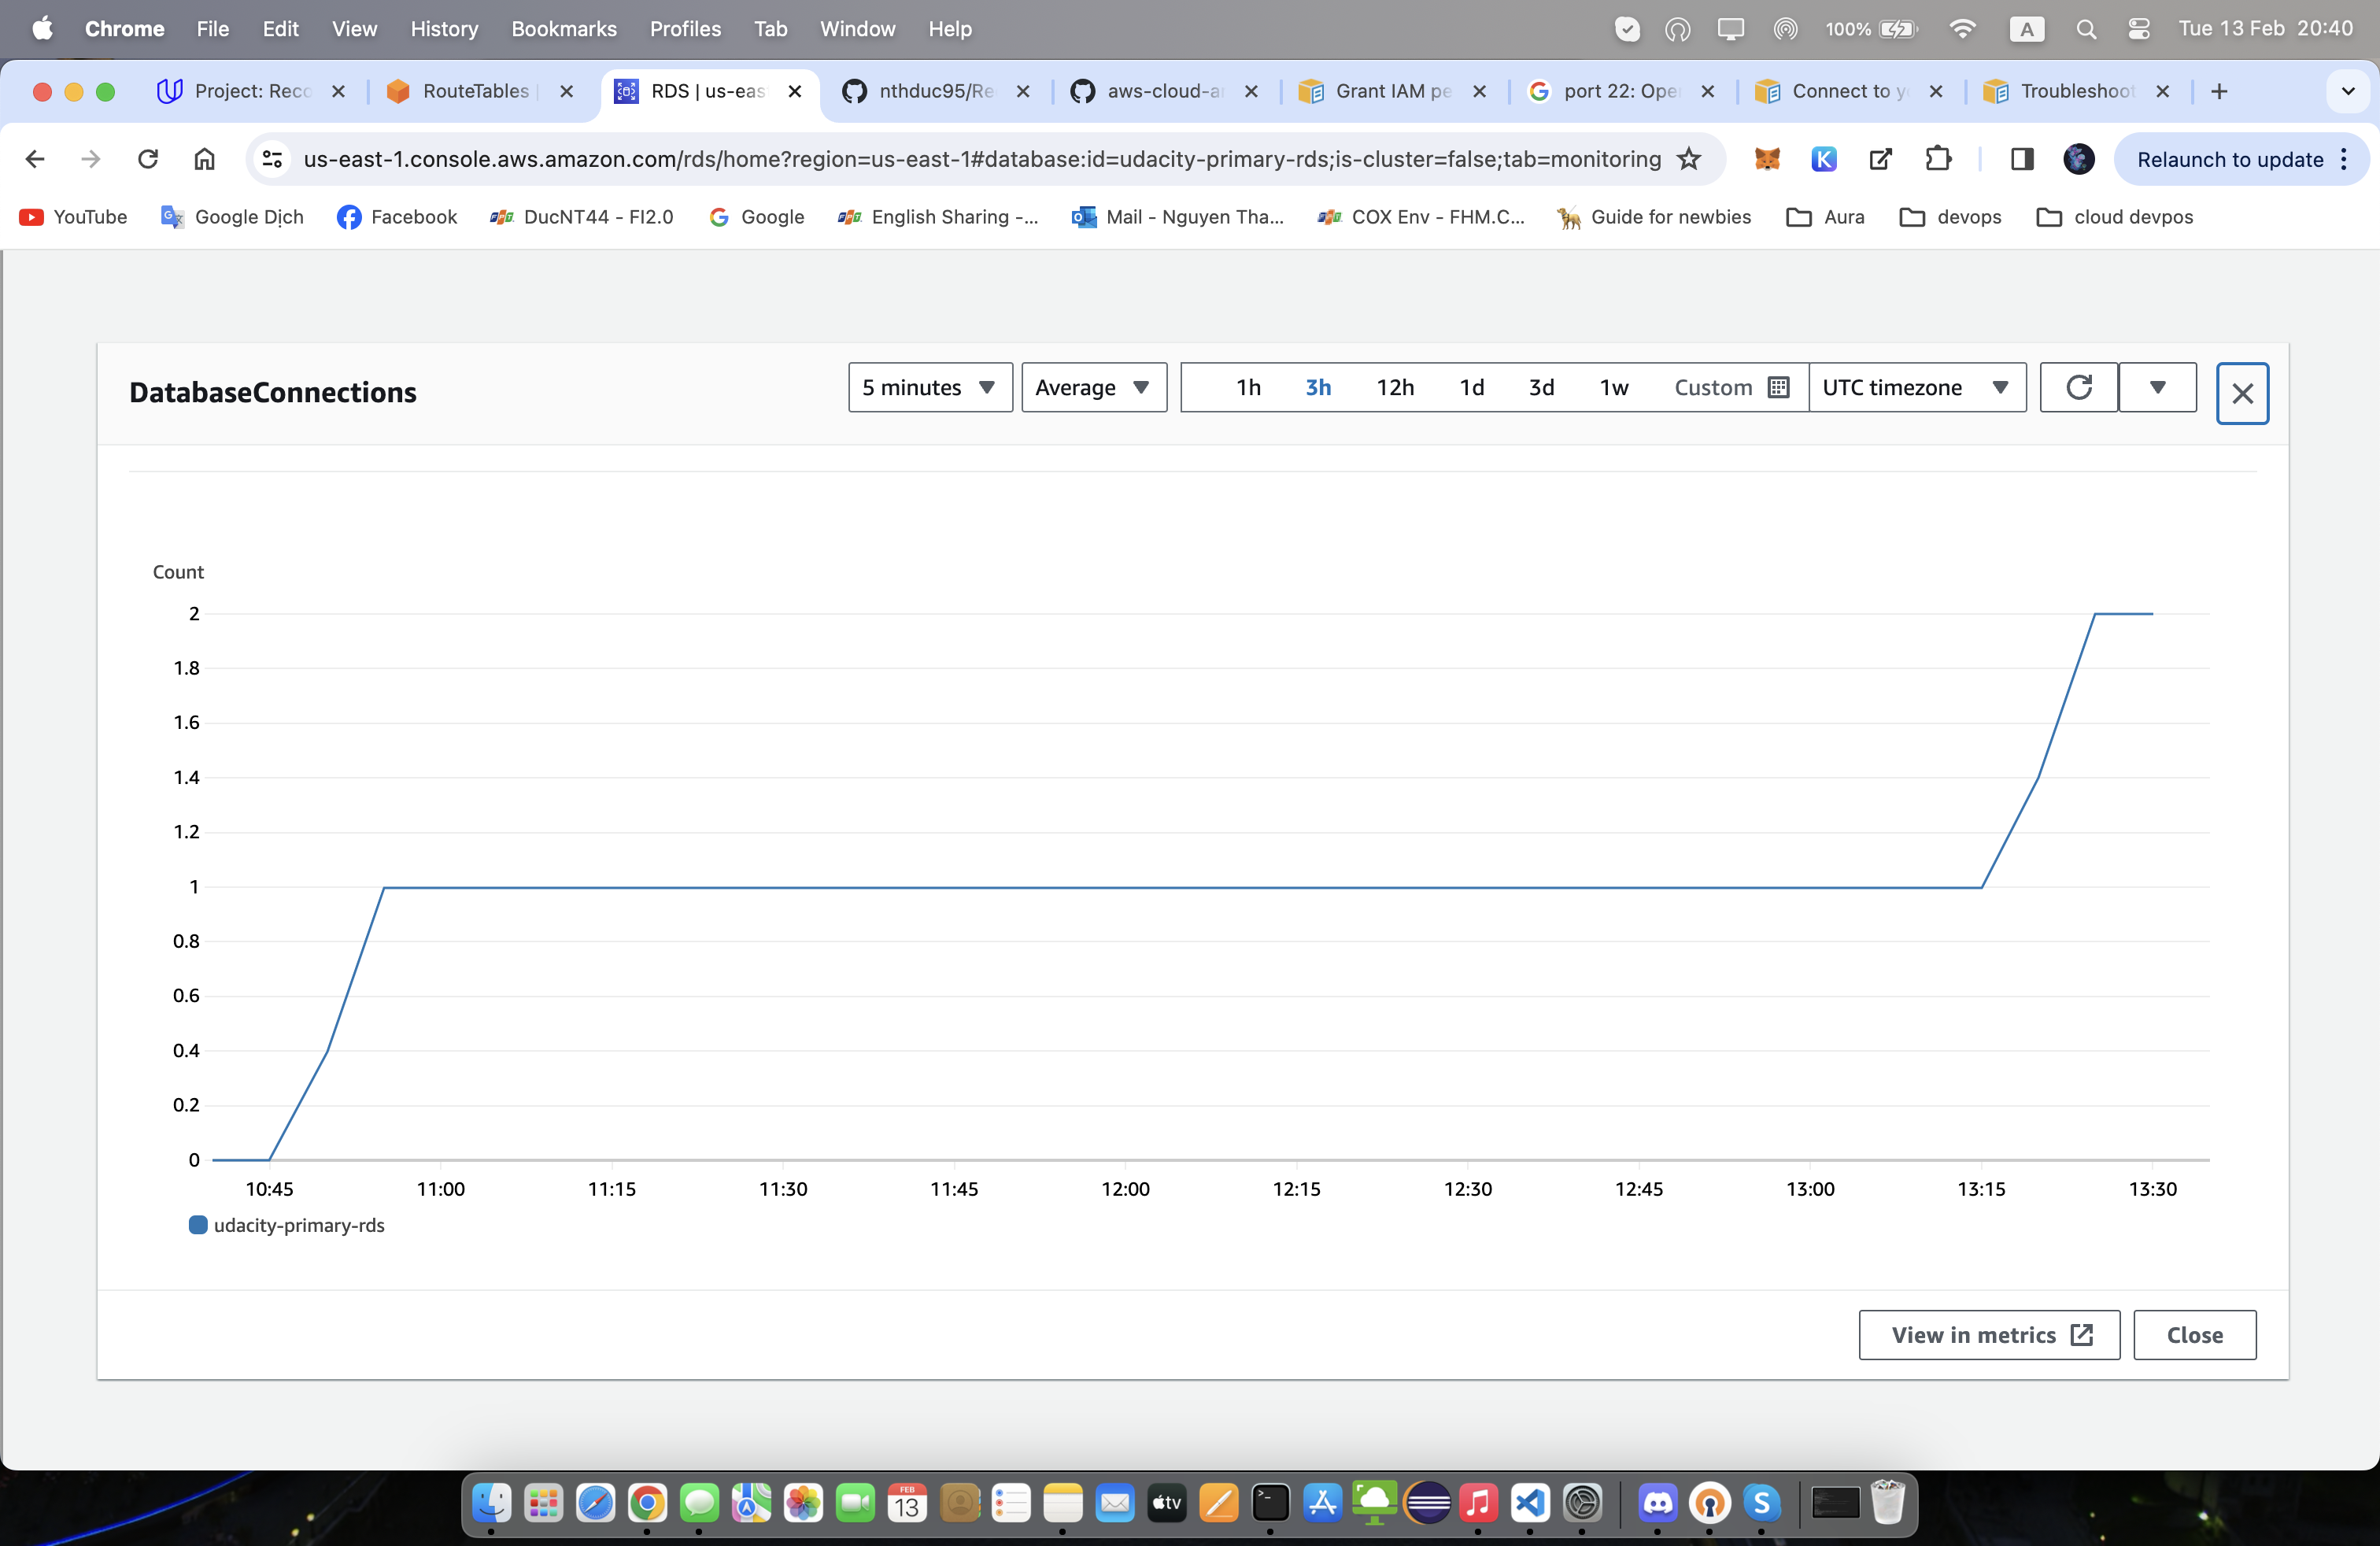 Chrome File Edit View History Bookmarks Profiles Tab Window Help 100% A Tue 13 Feb 20:40
Project: Reco RouteTables RDS | us-eas nthduc95/Re aws-cloud-a Grant IAM pe port 22: Ope Connect to y Troubleshoot
us-east-1.console.aws.amazon.com/rds/home?region=us-east-1#database:id=udacity-primary-rds;is-cluster=false;tab=monitoring K Relaunch to update
YouTube Google Dịch Facebook DucNT44 - FI2.0 Google English Sharing -... Mail - Nguyen Tha... COX Env - FHM.C... Guide for newbies Aura devops cloud devpos
DatabaseConnections 5 minutes Average 1h 3h 12h 1d 3d 1w Custom UTC timezone
Count
2
1.8
1.6
1.4
1.2
1
0.8
0.6
0.4
0.2
0
10:45 11:00 11:15 11:30 11:45 12:00 12:15 12:30 12:45 13:00 13:15 13:30
udacity-primary-rds
View in metrics Close
FEB
13
tv